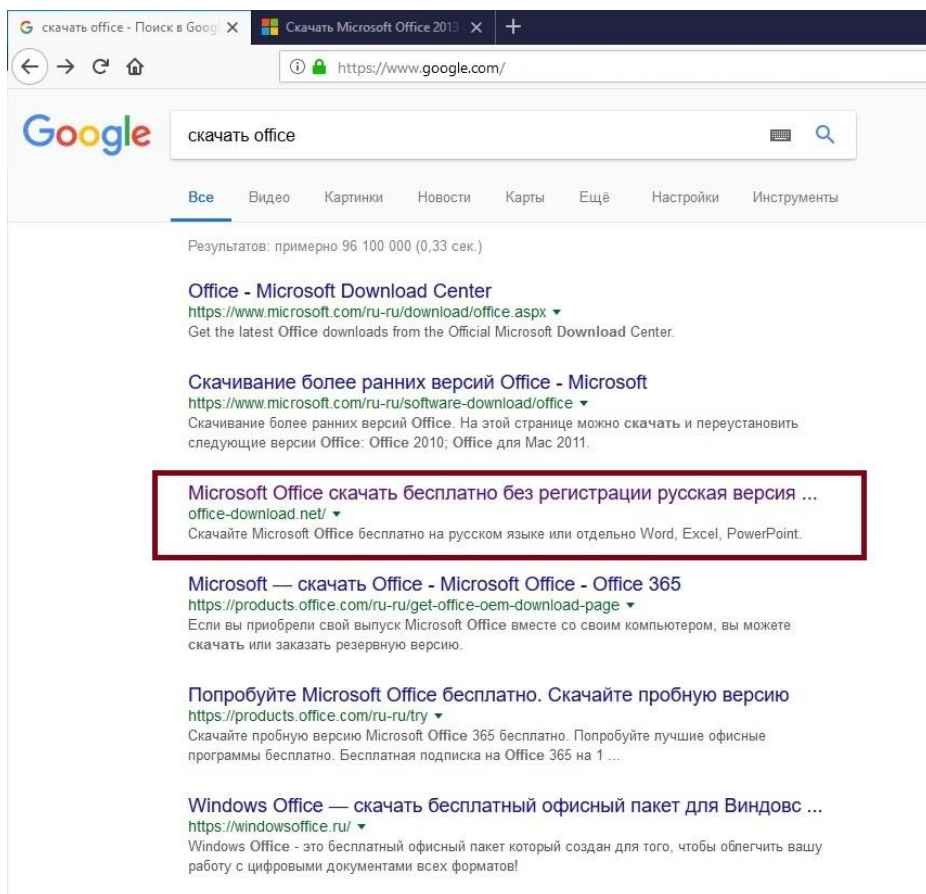 скачать office - Поиск в Goog
Скачать Microsoft Office 2013
https://www.google.com/
Google
скачать office
Все Видео Картинки Новости Карты Ещё Настройки Инструменты
Результатов: примерно 96 100 000 (0,33 сек.)
Office - Microsoft Download Center
https://www.microsoft.com/ru-ru/download/office.aspx
Get the latest Office downloads from the Official Microsoft Download Center.
Скачивание более ранних версий Office - Microsoft
https://www.microsoft.com/ru-ru/software-download/office
Скачивание более ранних версий Office. На этой странице можно скачать и переустановить
следующие версии Office: Office 2010; Office для Mac 2011.
Microsoft Office скачать бесплатно без регистрации русская версия ...
office-download.net/
Скачайте Microsoft Office бесплатно на русском языке или отдельно Word, Excel, PowerPoint.
Microsoft — скачать Office - Microsoft Office - Office 365
https://products.office.com/ru-ru/get-office-oem-download-page
Если вы приобрели свой выпуск Microsoft Office вместе со своим компьютером, вы можете
скачать или заказать резервную версию.
Попробуйте Microsoft Office бесплатно. Скачайте пробную версию
https://products.office.com/ru-ru/try
Скачайте пробную версию Microsoft Office 365 бесплатно. Попробуйте лучшие офисные
программы бесплатно. Бесплатная подписка на Office 365 на 1 ...
Windows Office — скачать бесплатный офисный пакет для Виндовс ...
https://windowsoffice.ru/
Windows Office - это бесплатный офисный пакет который создан для того, чтобы облегчить вашу
работу с цифровыми документами всех форматов!